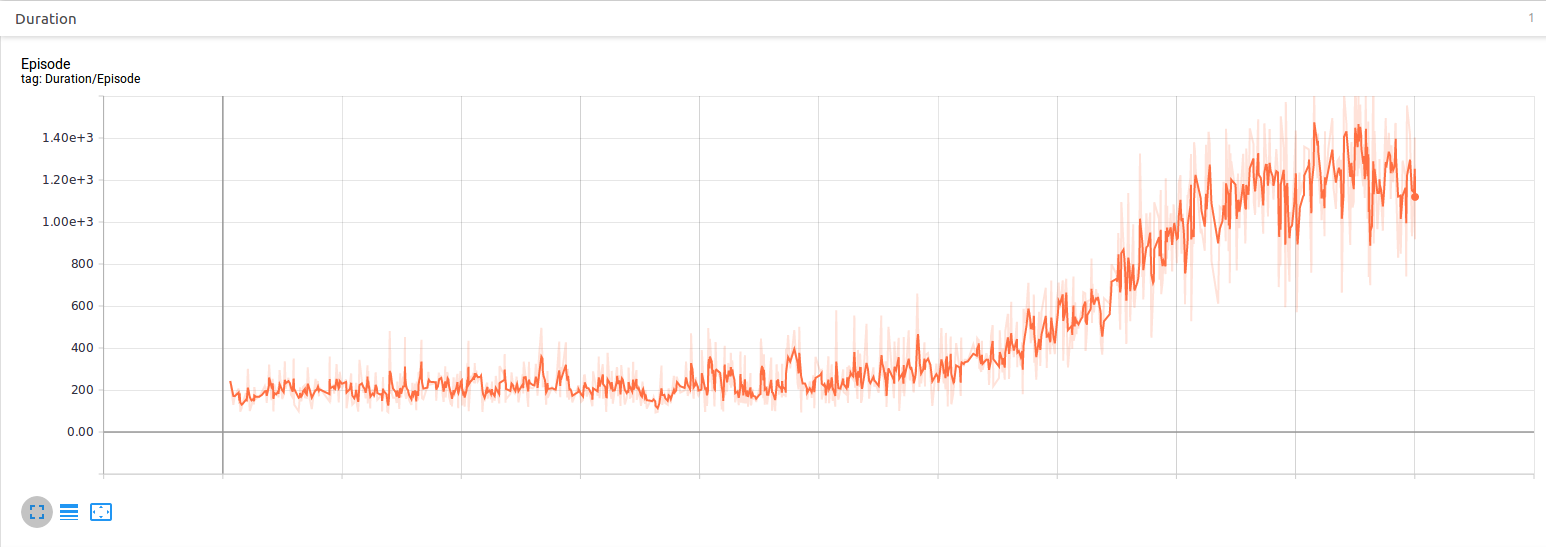 Duration 1
Episode
tag: Duration/Episode
1.40e+3
1.20e+3
1.00e+3
800
600
400
200
0.00